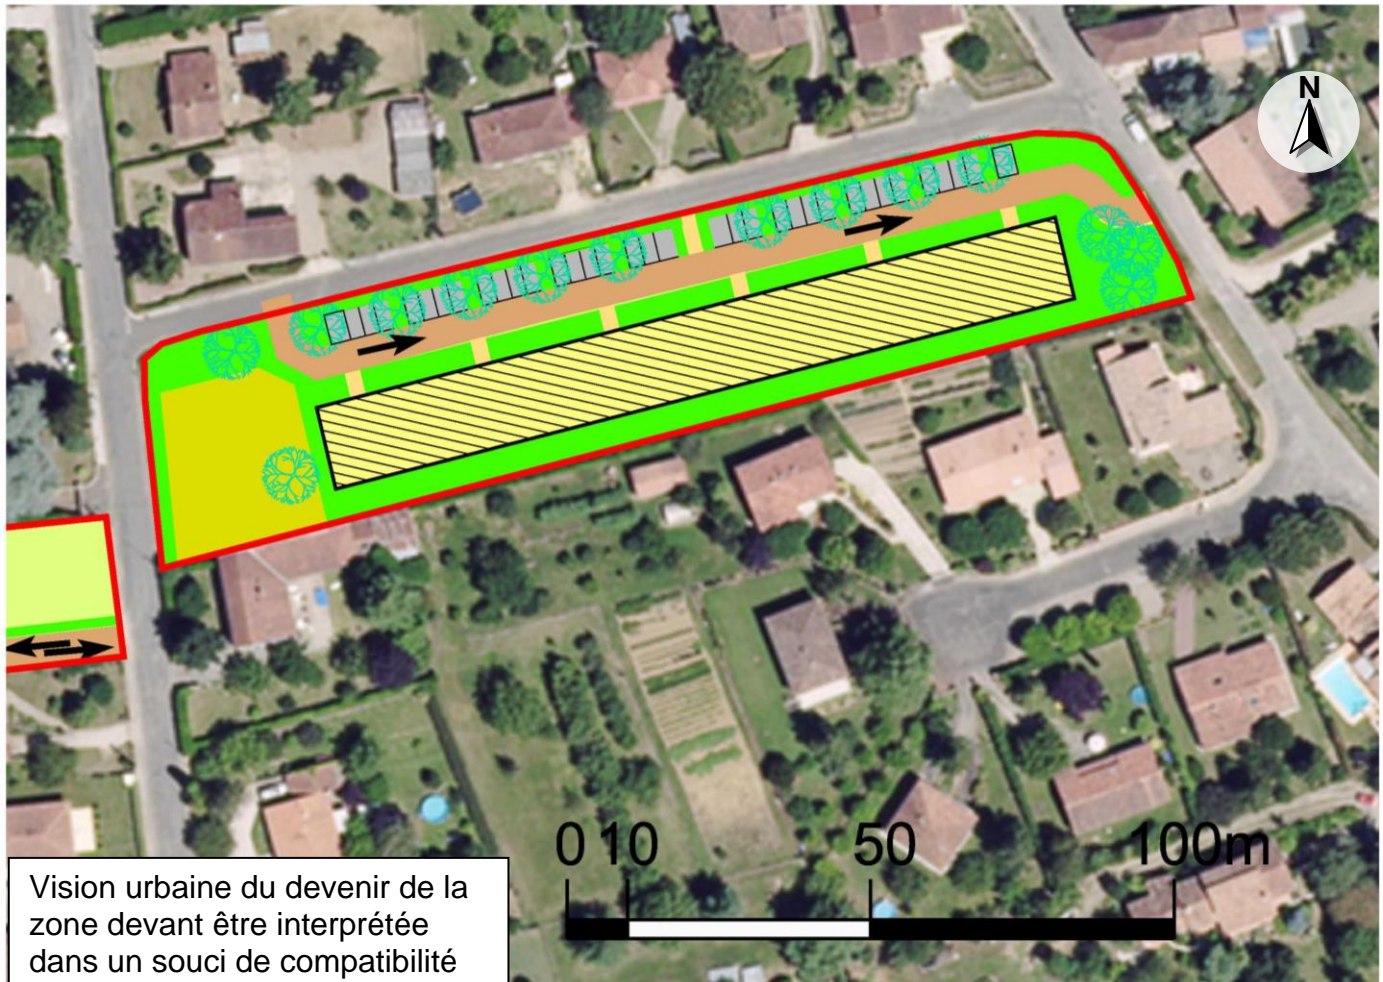 N
0 10 50 100m
Vision urbaine du devenir de la
zone devant être interprétée
dans un souci de compatibilité